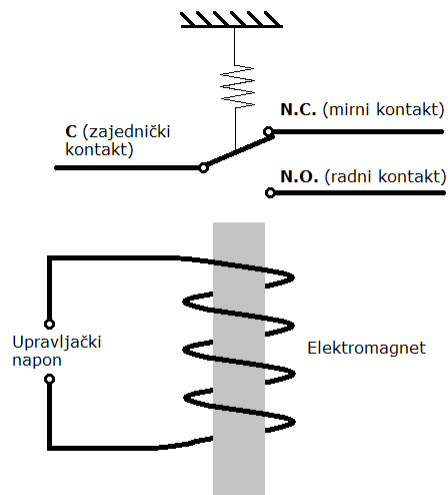 N.C. (mirni kontakt)
C (zajednički
kontakt)
N.O. (radni kontakt)
Upravljački
napon
Elektromagnet